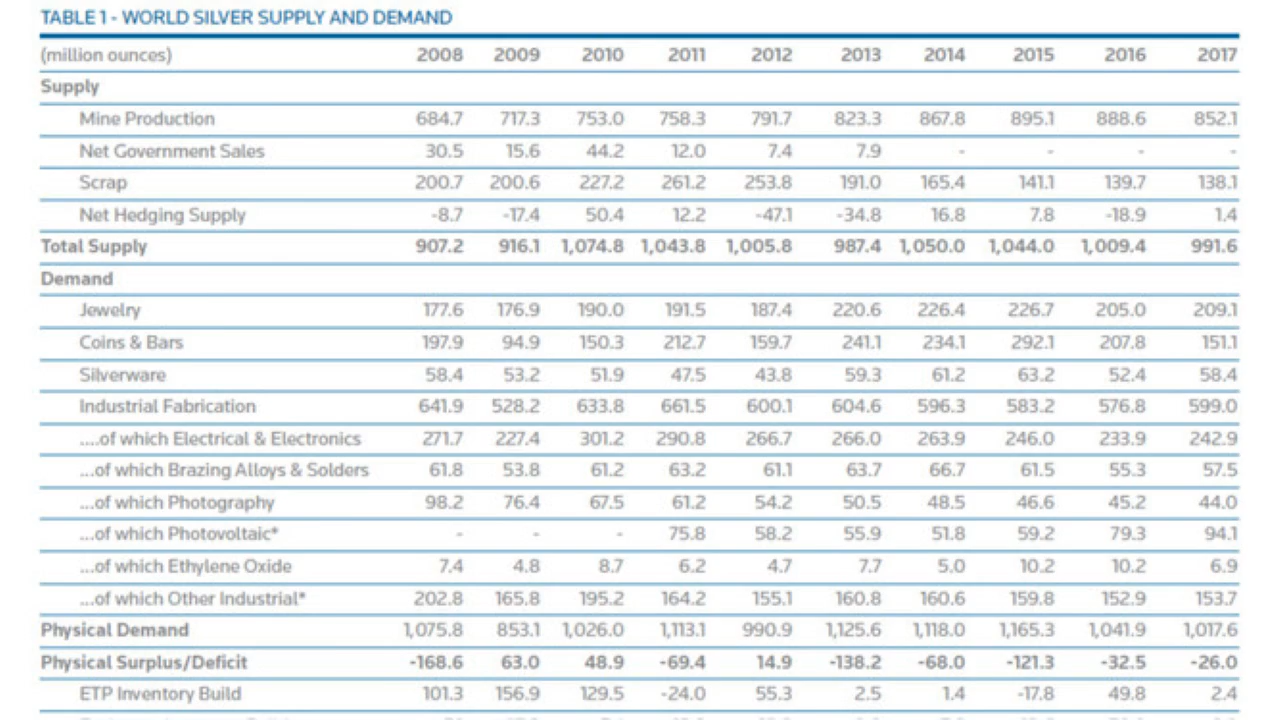 TABLE 1 - WORLD SILVER SUPPLY AND DEMAND
(million ounces) 2008 2009 2010 2011 2012 2013 2014 2015 2016 2017
Supply
Mine Production 684.7 717.3 753.0 758.3 791.7 823.3 867.8 895.1 888.6 852.1
Net Government Sales 30.5 15.6 44.2 12.0 7.4 7.9 - - - -
Scrap 200.7 200.6 227.2 261.2 253.8 191.0 165.4 141.1 139.7 138.1
Net Hedging Supply -8.7 -17.4 50.4 12.2 -47.1 -34.8 16.8 7.8 -18.9 1.4
Total Supply 907.2 916.1 1,074.8 1,043.8 1,005.8 987.4 1,050.0 1,044.0 1,009.4 991.6
Demand
Jewelry 177.6 176.9 190.0 191.5 187.4 220.6 226.4 226.7 205.0 209.1
Coins & Bars 197.9 94.9 150.3 212.7 159.7 241.1 234.1 292.1 207.8 151.1
Silverware 58.4 53.2 51.9 47.5 43.8 59.3 61.2 63.2 52.4 58.4
Industrial Fabrication 641.9 528.2 633.8 661.5 600.1 604.6 596.3 583.2 576.8 599.0
.....of which Electrical & Electronics 271.7 227.4 301.2 290.8 266.7 266.0 263.9 246.0 233.9 242.9
...of which Brazing Alloys & Solders 61.8 53.8 61.2 63.2 61.1 63.7 66.7 61.5 55.3 57.5
...of which Photography 98.2 76.4 67.5 61.2 54.2 50.5 48.5 46.6 45.2 44.0
...of which Photovoltaic* - - - 75.8 58.2 55.9 51.8 59.2 79.3 94.1
...of which Ethylene Oxide 7.4 4.8 8.7 6.2 4.7 7.7 5.0 10.2 10.2 6.9
...of which Other Industrial* 202.8 165.8 195.2 164.2 155.1 160.8 160.6 159.8 152.9 153.7
Physical Demand 1,075.8 853.1 1,026.0 1,113.1 990.9 1,125.6 1,118.0 1,165.3 1,041.9 1,017.6
Physical Surplus/Deficit -168.6 63.0 48.9 -69.4 14.9 -138.2 -68.0 -121.3 -32.5 -26.0
ETP Inventory Build 101.3 156.9 129.5 -24.0 55.3 2.5 1.4 -17.8 49.8 2.4